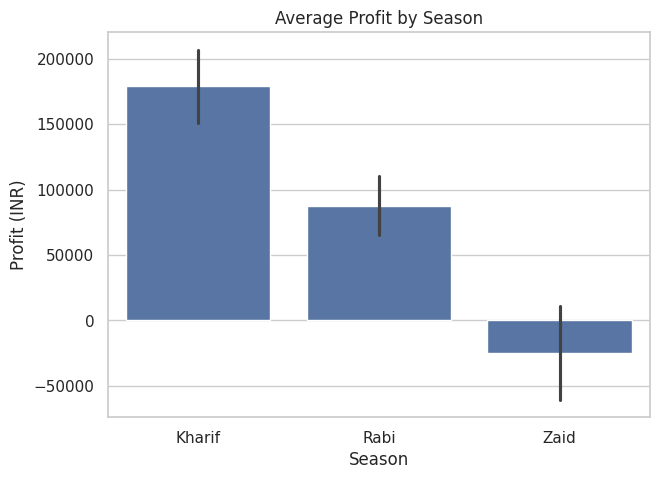 Average Profit by Season
Profit (INR)
200000
150000
100000
50000
0
−50000
Kharif
Rabi
Zaid
Season